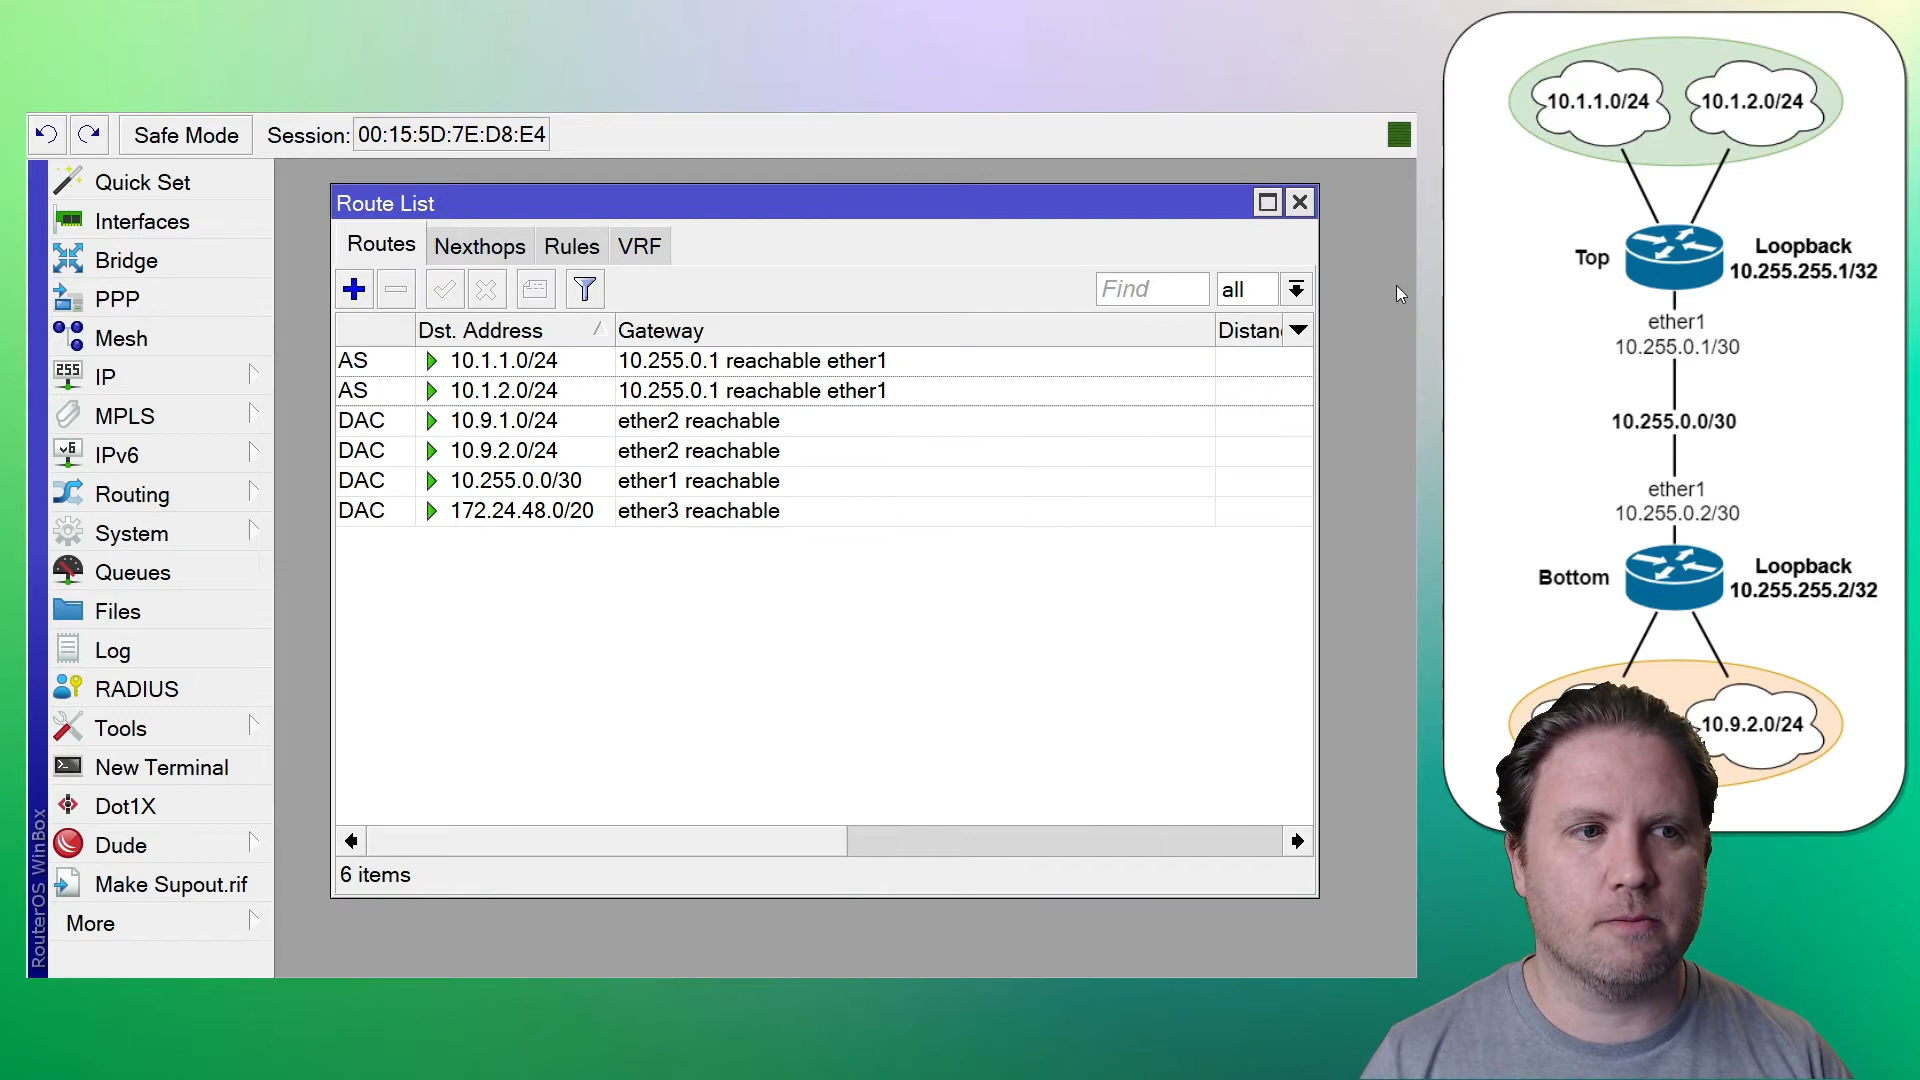 Safe Mode
Session: 00:15:5D:7E:D8:E4
Quick Set
Interfaces
Bridge
PPP
Mesh
IP
MPLS
IPv6
Routing
System
Queues
Files
Log
RADIUS
Tools
New Terminal
Dot1X
Dude
Make Supout.rif
More
RouterOS WinBox
255
v6
Route List
Routes Nexthops Rules VRF
Find all
Dst. Address Gateway Distan
AS 10.1.1.0/24 10.255.0.1 reachable ether1
AS 10.1.2.0/24 10.255.0.1 reachable ether1
DAC 10.9.1.0/24 ether2 reachable
DAC 10.9.2.0/24 ether2 reachable
DAC 10.255.0.0/30 ether1 reachable
DAC 172.24.48.0/20 ether3 reachable
6 items
10.1.1.0/24 10.1.2.0/24
Top
Loopback
10.255.255.1/32
ether1
10.255.0.1/30
10.255.0.0/30
ether1
10.255.0.2/30
Bottom
Loopback
10.255.255.2/32
10.9.2.0/24